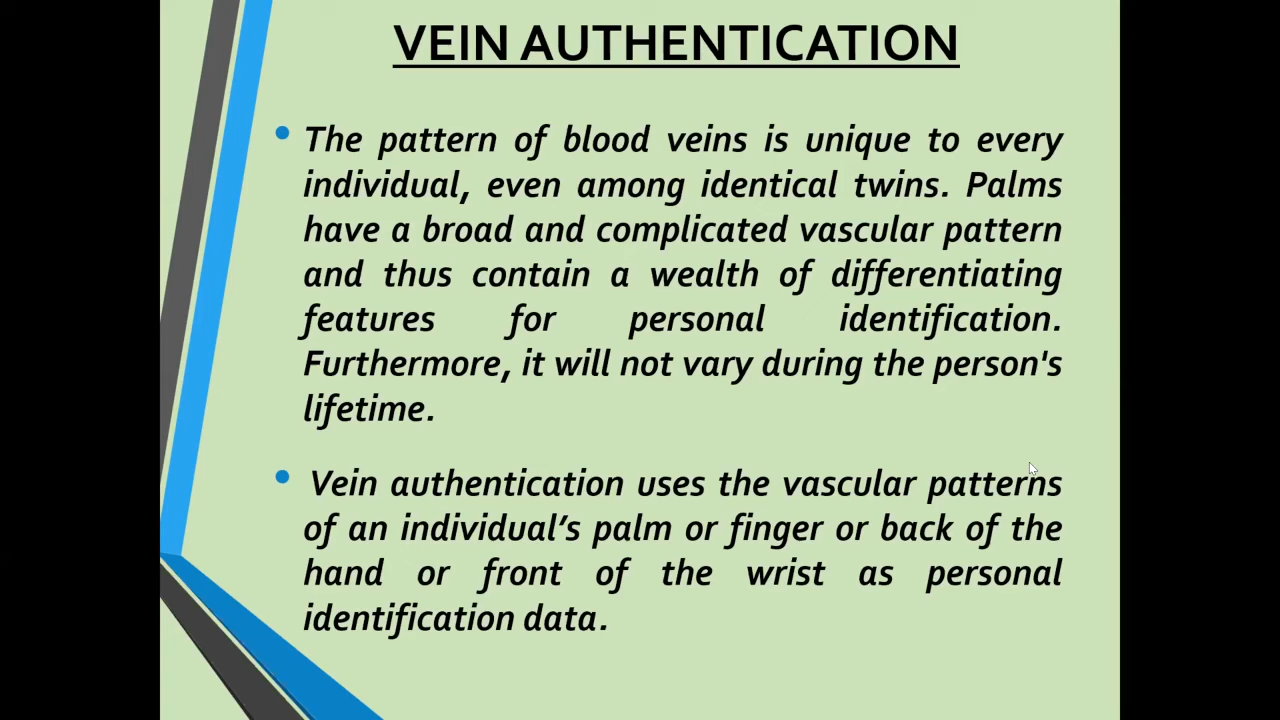 VEIN AUTHENTICATION
• The pattern of blood veins is unique to every
individual, even among identical twins. Palms
have a broad and complicated vascular pattern
and thus contain a wealth of differentiating
features for personal identification.
Furthermore, it will not vary during the person's
lifetime.
• Vein authentication uses the vascular patterns
of an individual’s palm or finger or back of the
hand or front of the wrist as personal
identification data.